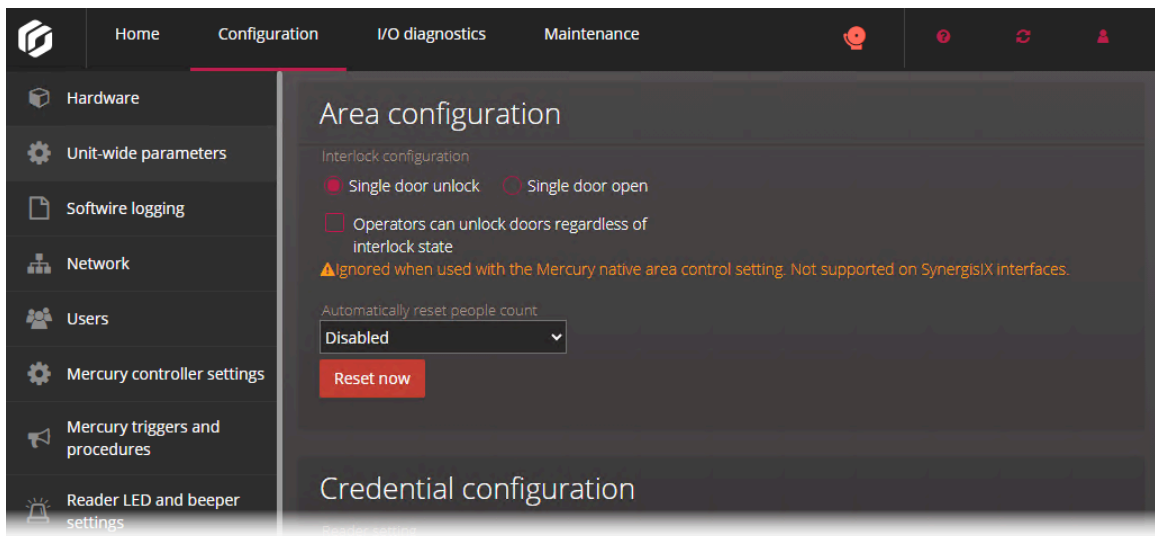 Home Configuration I/O diagnostics Maintenance
Hardware
Unit-wide parameters
Softwire logging
Network
Users
Mercury controller settings
Mercury triggers and
procedures
Reader LED and beeper
settings
Area configuration
Interlock configuration
Single door unlock Single door open
Operators can unlock doors regardless of
interlock state
Ignored when used with the Mercury native area control setting. Not supported on SynergisIX interfaces.
Automatically reset people count
Disabled
Reset now
Credential configuration
Reader setting